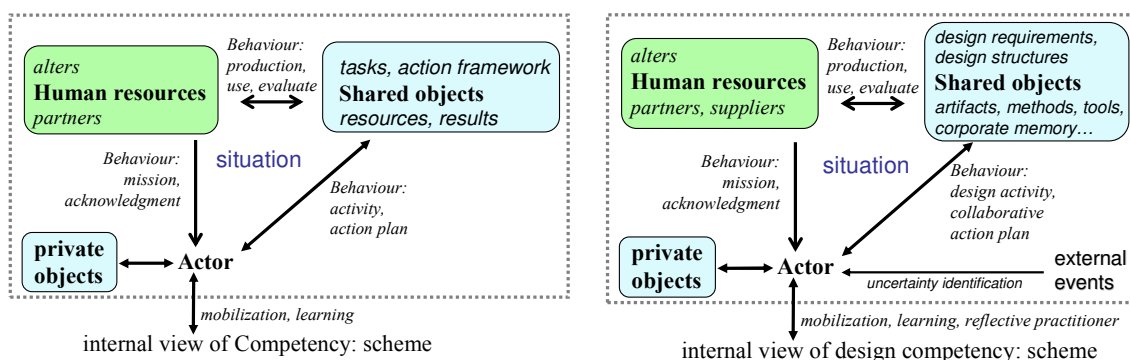 alters
Human resources
partners
Behaviour:
production,
use, evaluate
tasks, action framework
Shared objects
resources, results
Behaviour:
mission,
acknowledgment
situation
Behaviour:
activity,
action plan
private
objects
Actor
mobilization, learning
internal view of Competency: scheme
alters
Human resources
partners, suppliers
Behaviour:
production,
use, evaluate
design requirements,
design structures
Shared objects
artifacts, methods, tools,
corporate memory…
Behaviour:
mission,
acknowledgment
situation
Behaviour:
design activity,
collaborative
action plan
private
objects
Actor
uncertainty identification
external
events
mobilization, learning, reflective practitioner
internal view of design competency: scheme